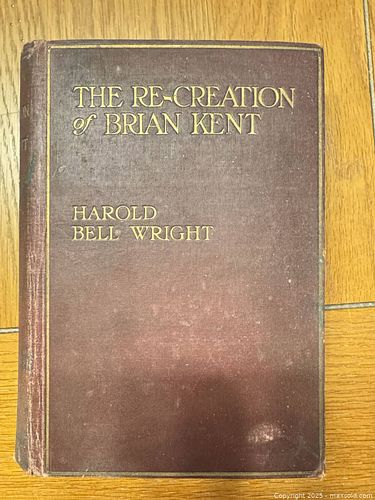 THE RE-CREATION
of BRIAN KENT
HAROLD
BELL WRIGHT
N
T
Copyright 2025 - maxsold.com